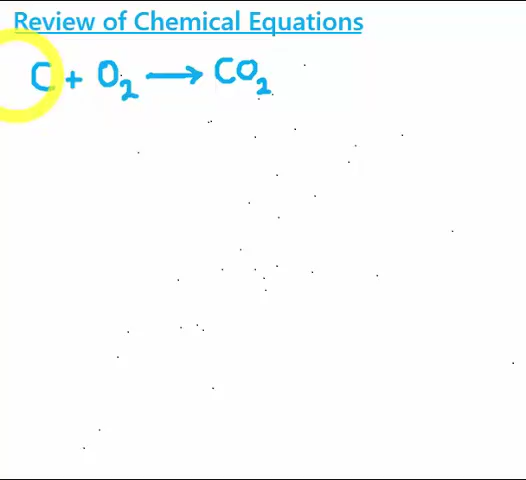 Review of Chemical Equations
C + O₂ → CO₂